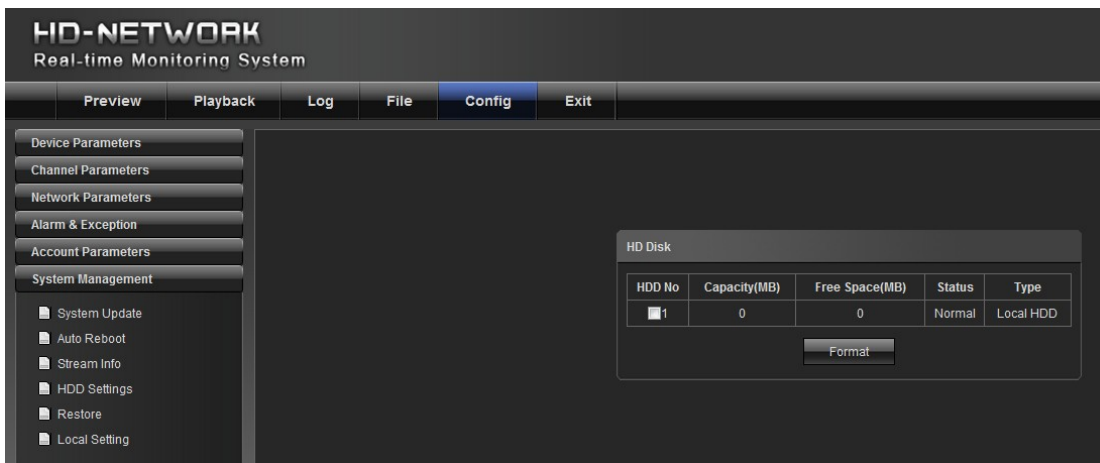 HD-NETWORK
Real-time Monitoring System
Preview Playback Log File Config Exit
Device Parameters
Channel Parameters
Network Parameters
Alarm & Exception
Account Parameters
System Management
System Update
Auto Reboot
Stream Info
HDD Settings
Restore
Local Setting
HD Disk
HDD No Capacity(MB) Free Space(MB) Status Type
1 0 0 Normal Local HDD
Format